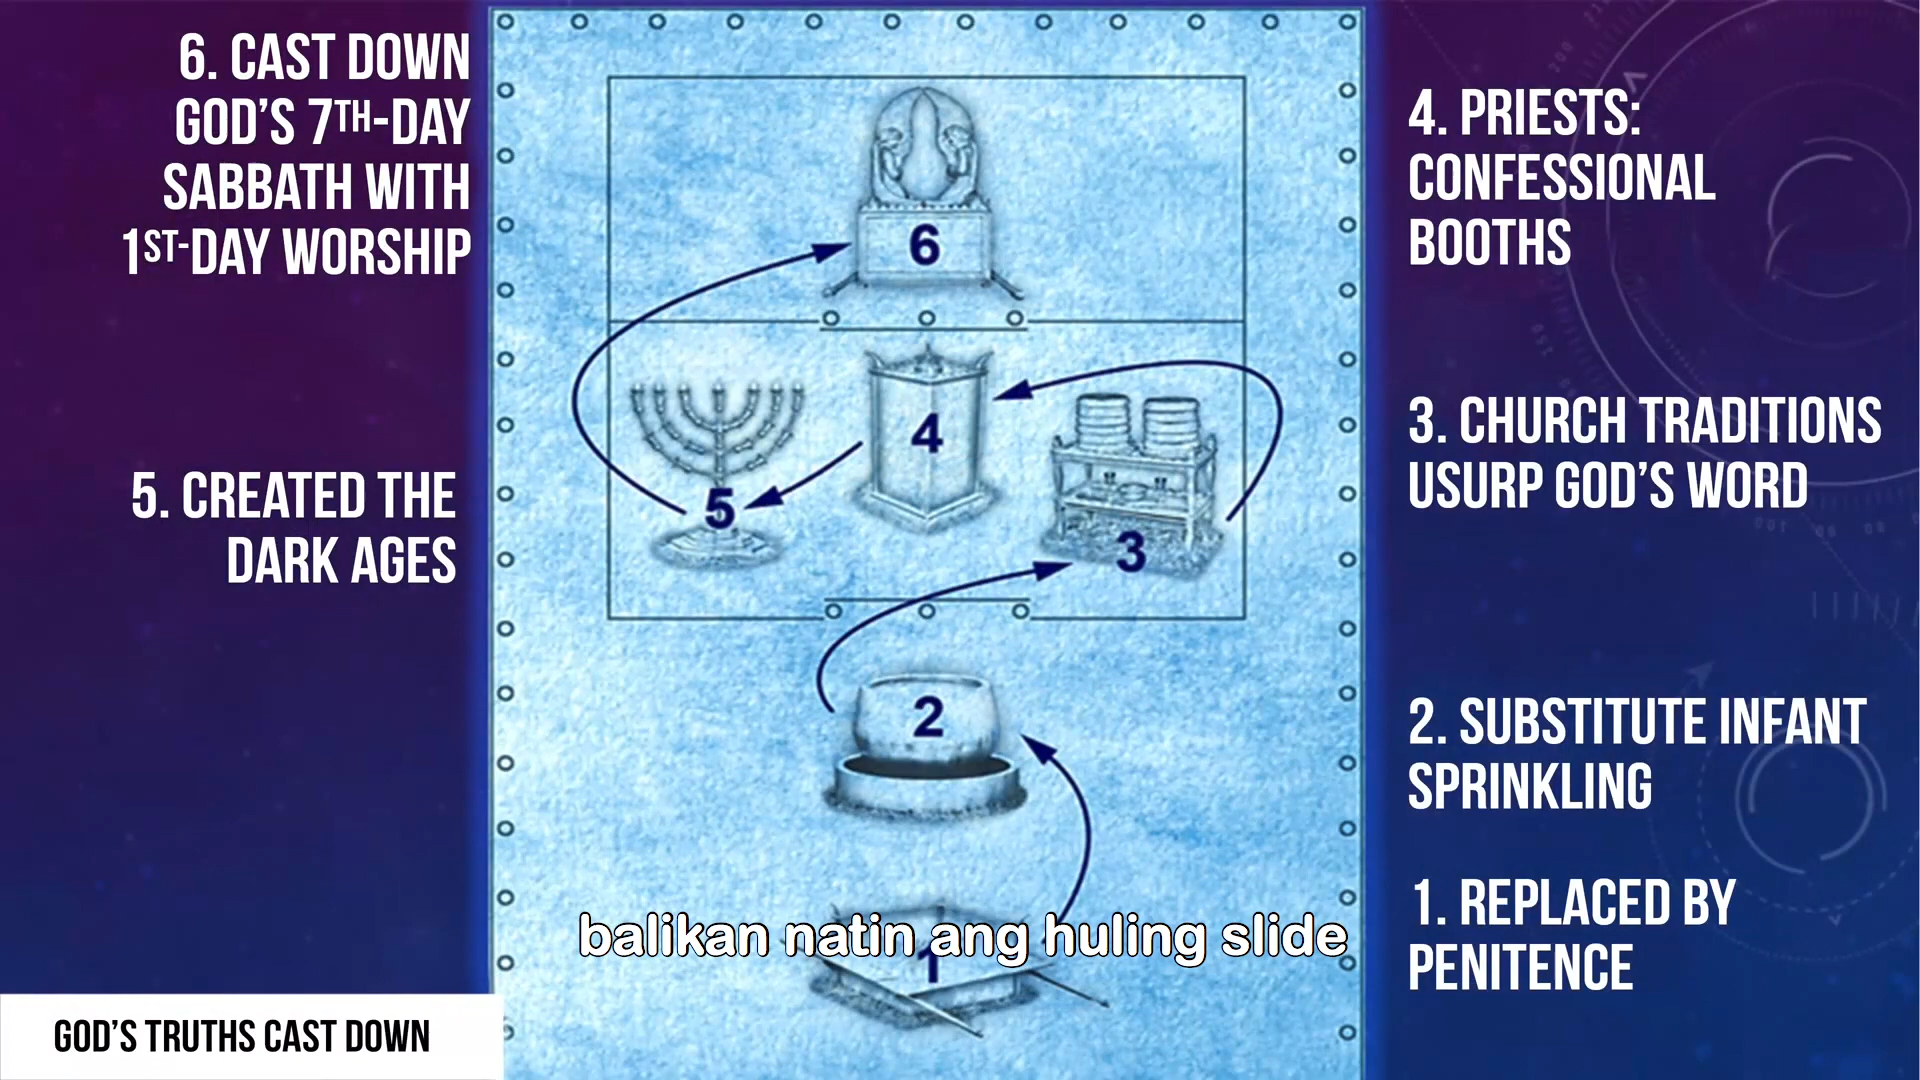 6. CAST DOWN
GOD'S 7TH-DAY
SABBATH WITH
1ST-DAY WORSHIP
5. CREATED THE
DARK AGES
4. PRIESTS:
CONFESSIONAL
BOOTHS
3. CHURCH TRADITIONS
USURP GOD'S WORD
2. SUBSTITUTE INFANT
SPRINKLING
1. REPLACED BY
PENITENCE
6
4
5
3
2
1
balikan natin ang huling slide
GOD'S TRUTHS CAST DOWN